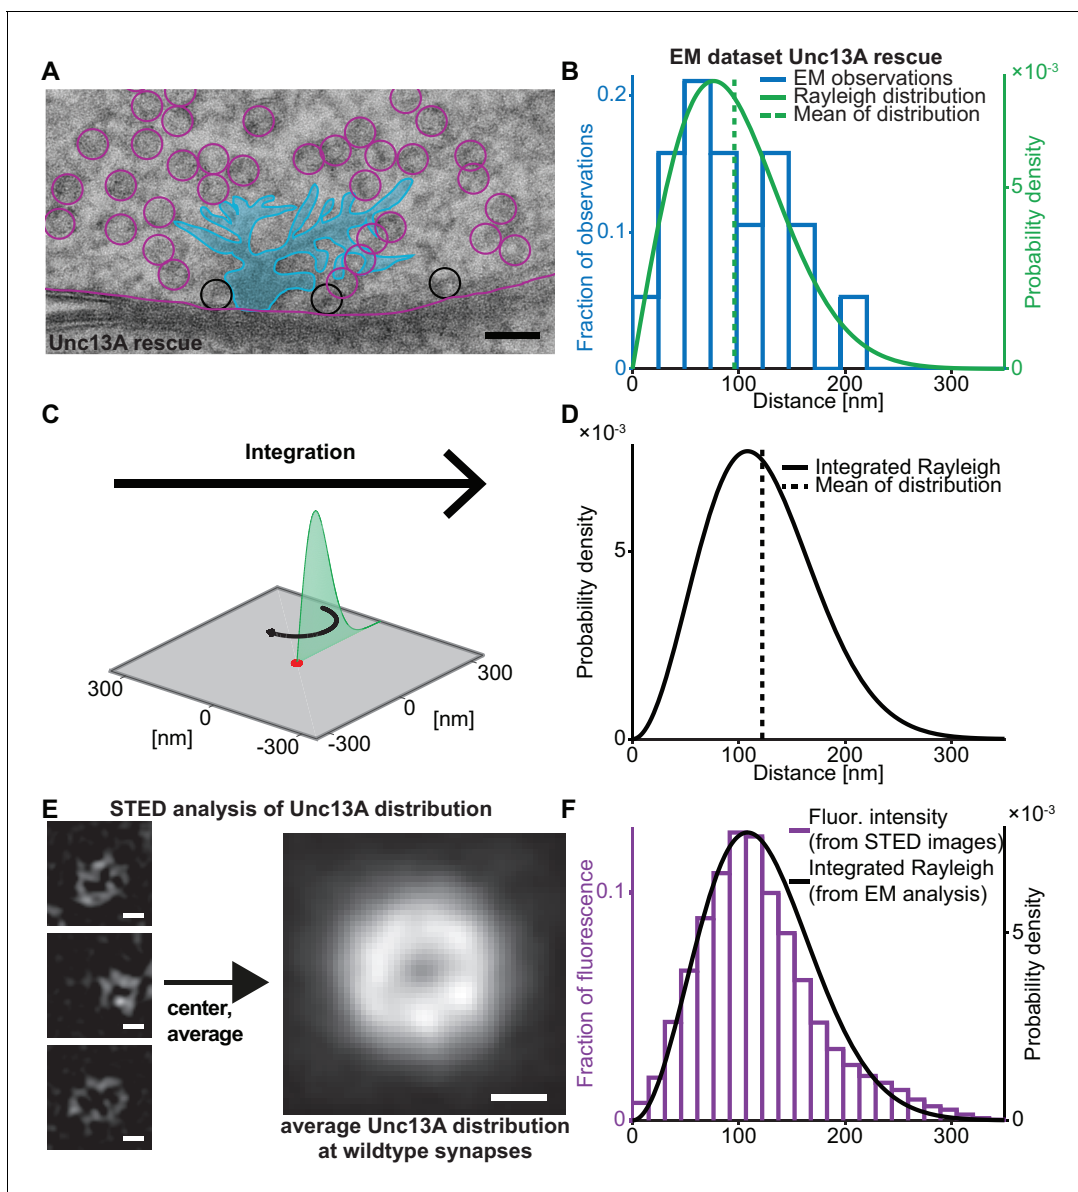 A
Unc13A rescue
B
EM dataset Unc13A rescue
EM observations
Rayleigh distribution
Mean of distribution
×10-3
0.2
0.1
0
Fraction of observations
5
0
Probability density
0
100
200
300
Distance [nm]
C
Integration
300
0
-300
[nm]
-300
0
300
[nm]
D
×10-3
Integrated Rayleigh
Mean of distribution
5
0
Probability density
0
100
200
300
Distance [nm]
E
STED analysis of Unc13A distribution
center,
average
average Unc13A distribution
at wildtype synapses
F
Fluor. intensity
(from STED images)
Integrated Rayleigh
(from EM analysis)
×10-3
0.1
0
Fraction of fluorescence
5
0
Probability density
0
100
200
300
Distance [nm]